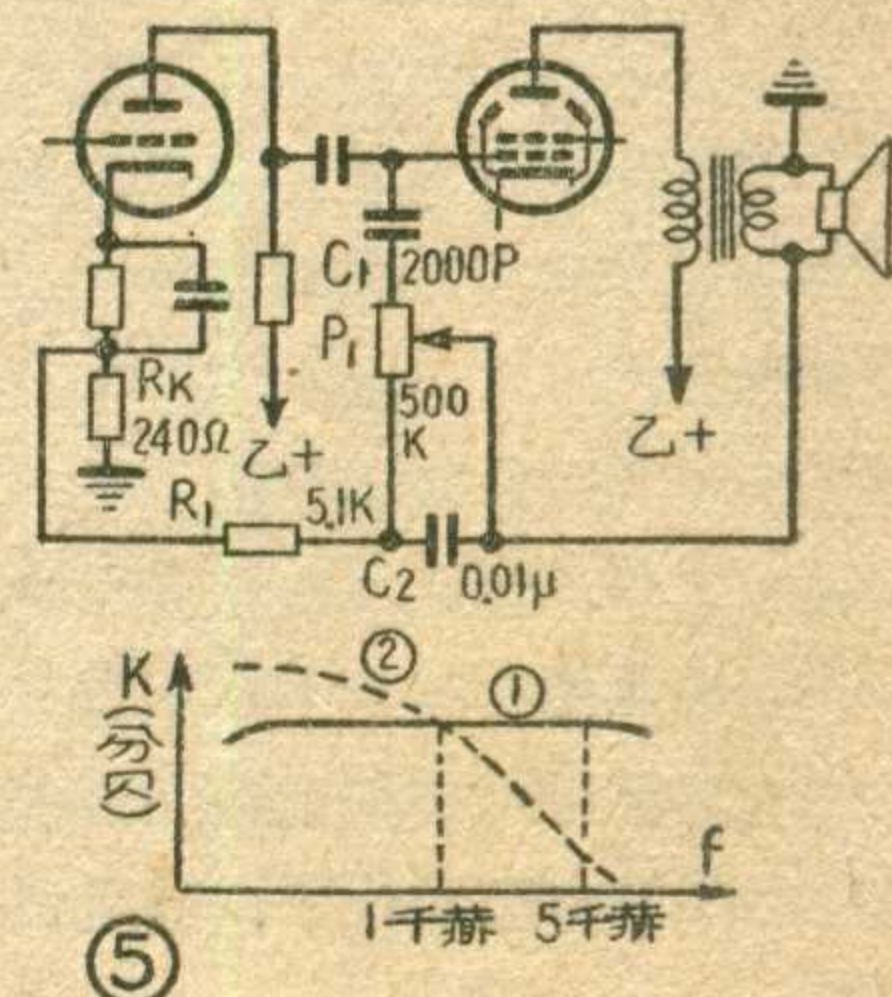 C₁ 2000P
P₁
500
K
RK
240Ω
乙+
乙+
R₁ 5.1K
C₂ 0.01μ
K
(分贝)
②
①
f
1千赫 5千赫
⑤